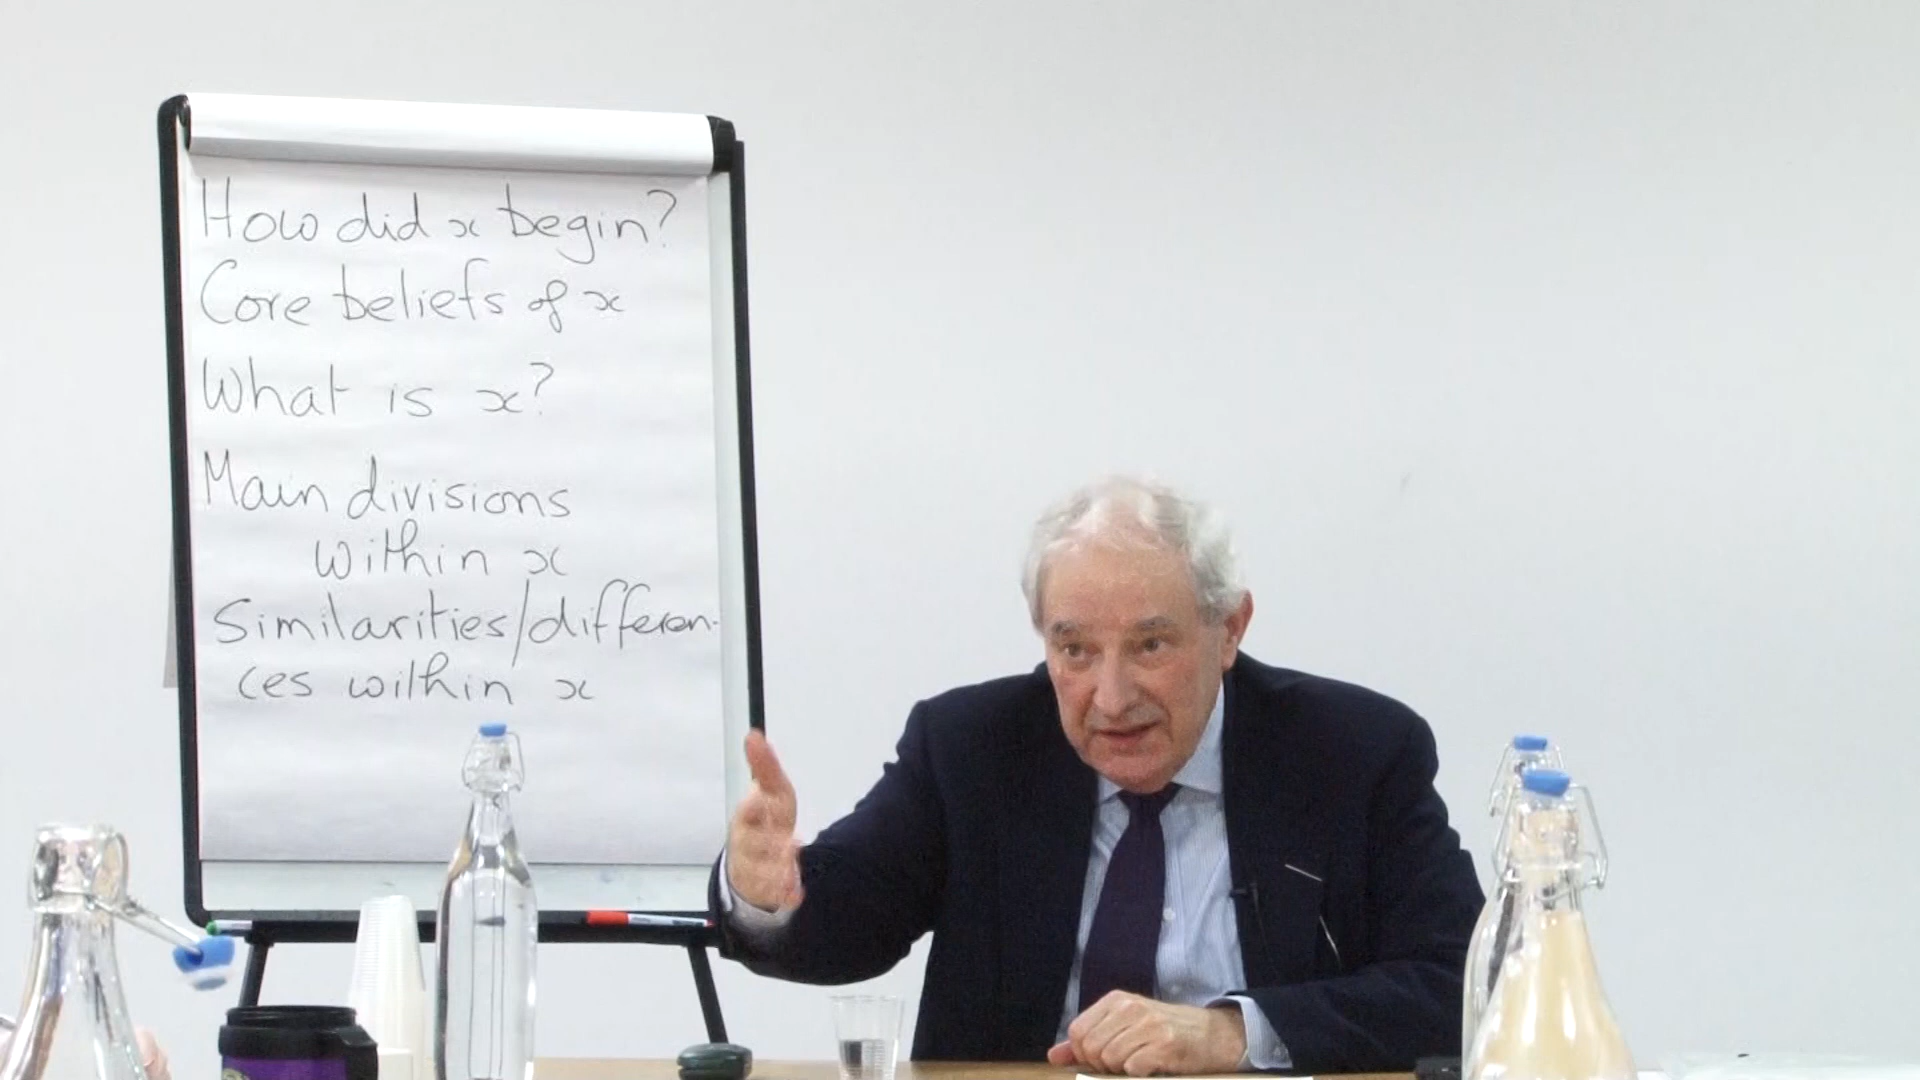 How did x begin?
Core beliefs of x
What is x?
Main divisions
within x
Similarities/differen-
ces within x